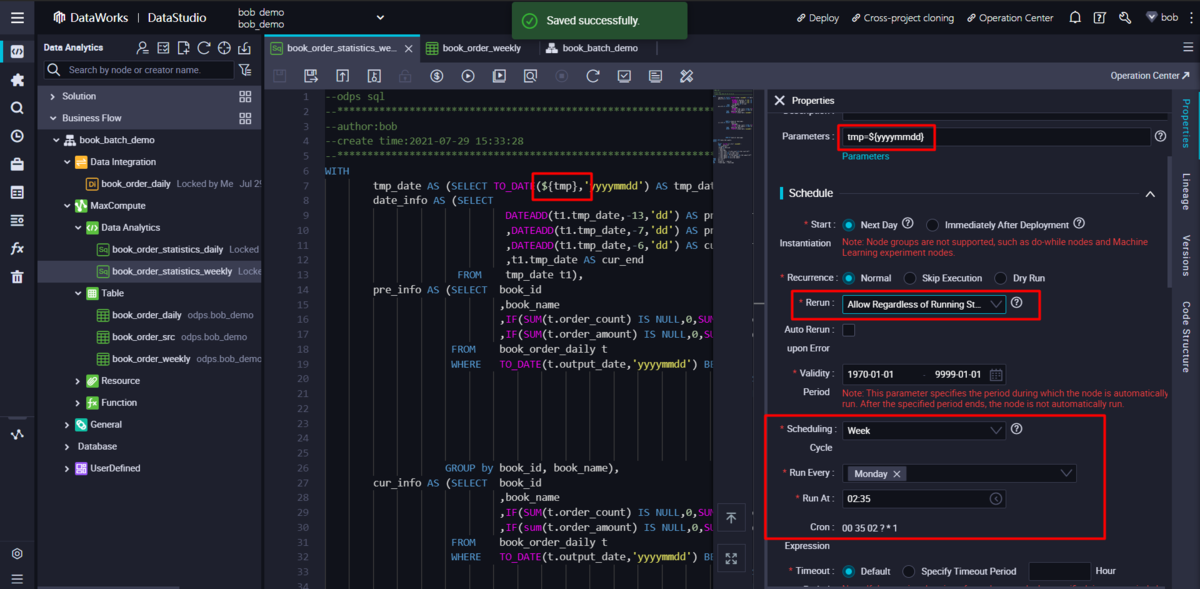 DataWorks | DataStudio
bob_demo
bob_demo
Saved successfully.
Deploy
Cross-project cloning
Operation Center
bob
Data Analytics
Search by node or creator name.
Solution
Business Flow
book_batch_demo
Data Integration
Di book_order_daily Locked by Me Jul 29
MaxCompute
Data Analytics
Sq book_order_statistics_daily Locked
Sq book_order_statistics_weekly Locke
Table
book_order_daily odps.bob_demo
book_order_src odps.bob_demo
book_order_weekly odps.bob_demo
Resource
Function
General
Database
UserDefined
Sq book_order_statistics_we...
book_order_weekly
book_batch_demo
Operation Center
1 --odps sql
2
3 --author:bob
4 --create time:2021-07-29 15:33:28
5
6 WITH
7 tmp_date AS (SELECT TO_DATE(${tmp},'yyyymmdd') AS tmp_dat
8 date_info AS (SELECT
9 DATEADD(t1.tmp_date,-13,'dd') AS pr
10 ,DATEADD(t1.tmp_date,-7,'dd') AS pr
11 ,DATEADD(t1.tmp_date,-6,'dd') AS cu
12 ,t1.tmp_date AS cur_end
13 FROM tmp_date t1),
14 pre_info AS (SELECT book_id
15 ,book_name
16 ,IF(SUM(t.order_count) IS NULL,0,SUM
17 ,IF(SUM(t.order_amount) IS NULL,0,SU
18 FROM book_order_daily t
19 WHERE TO_DATE(t.output_date,'yyyymmdd') BE
20
21
22
23
24
25
26 GROUP by book_id, book_name),
27 cur_info AS (SELECT book_id
28 ,book_name
29 ,IF(SUM(t.order_count) IS NULL,0,SUM
30 ,IF(sum(t.order_amount) IS NULL,0,SU
31 FROM book_order_daily t
32 WHERE TO_DATE(t.output_date,'yyyymmdd') BE
33
34
Properties
Parameters : tmp=${yyyymmdd}
Parameters
Schedule
* Start : Next Day Immediately After Deployment
Instantiation Note: Node groups are not supported, such as do-while nodes and Machine
Learning experiment nodes.
* Recurrence : Normal Skip Execution Dry Run
* Rerun : Allow Regardless of Running St...
Auto Rerun :
upon Error
* Validity : 1970-01-01 - 9999-01-01
Period Note: This parameter specifies the period during which the node is automatically
run. After the specified period ends, the node is not automatically run.
* Scheduling : Week
Cycle
* Run Every : Monday
* Run At : 02:35
Cron : 00 35 02 ? * 1
Expression
* Timeout : Default Specify Timeout Period Hour
Properties
Lineage
Versions
Code Structure